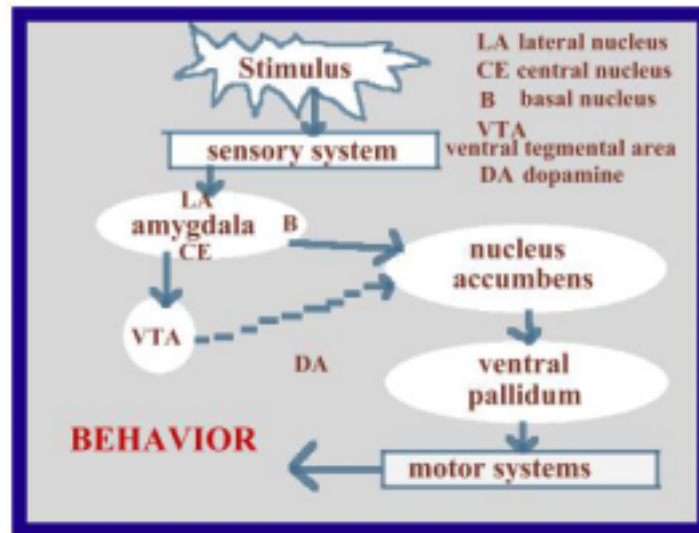 Stimulus
LA lateral nucleus
CE central nucleus
B basal nucleus
VTA
ventral tegmental area
DA dopamine
sensory system
LA
amygdala B
CE
nucleus
accumbens
VTA
DA
ventral
pallidum
BEHAVIOR
motor systems